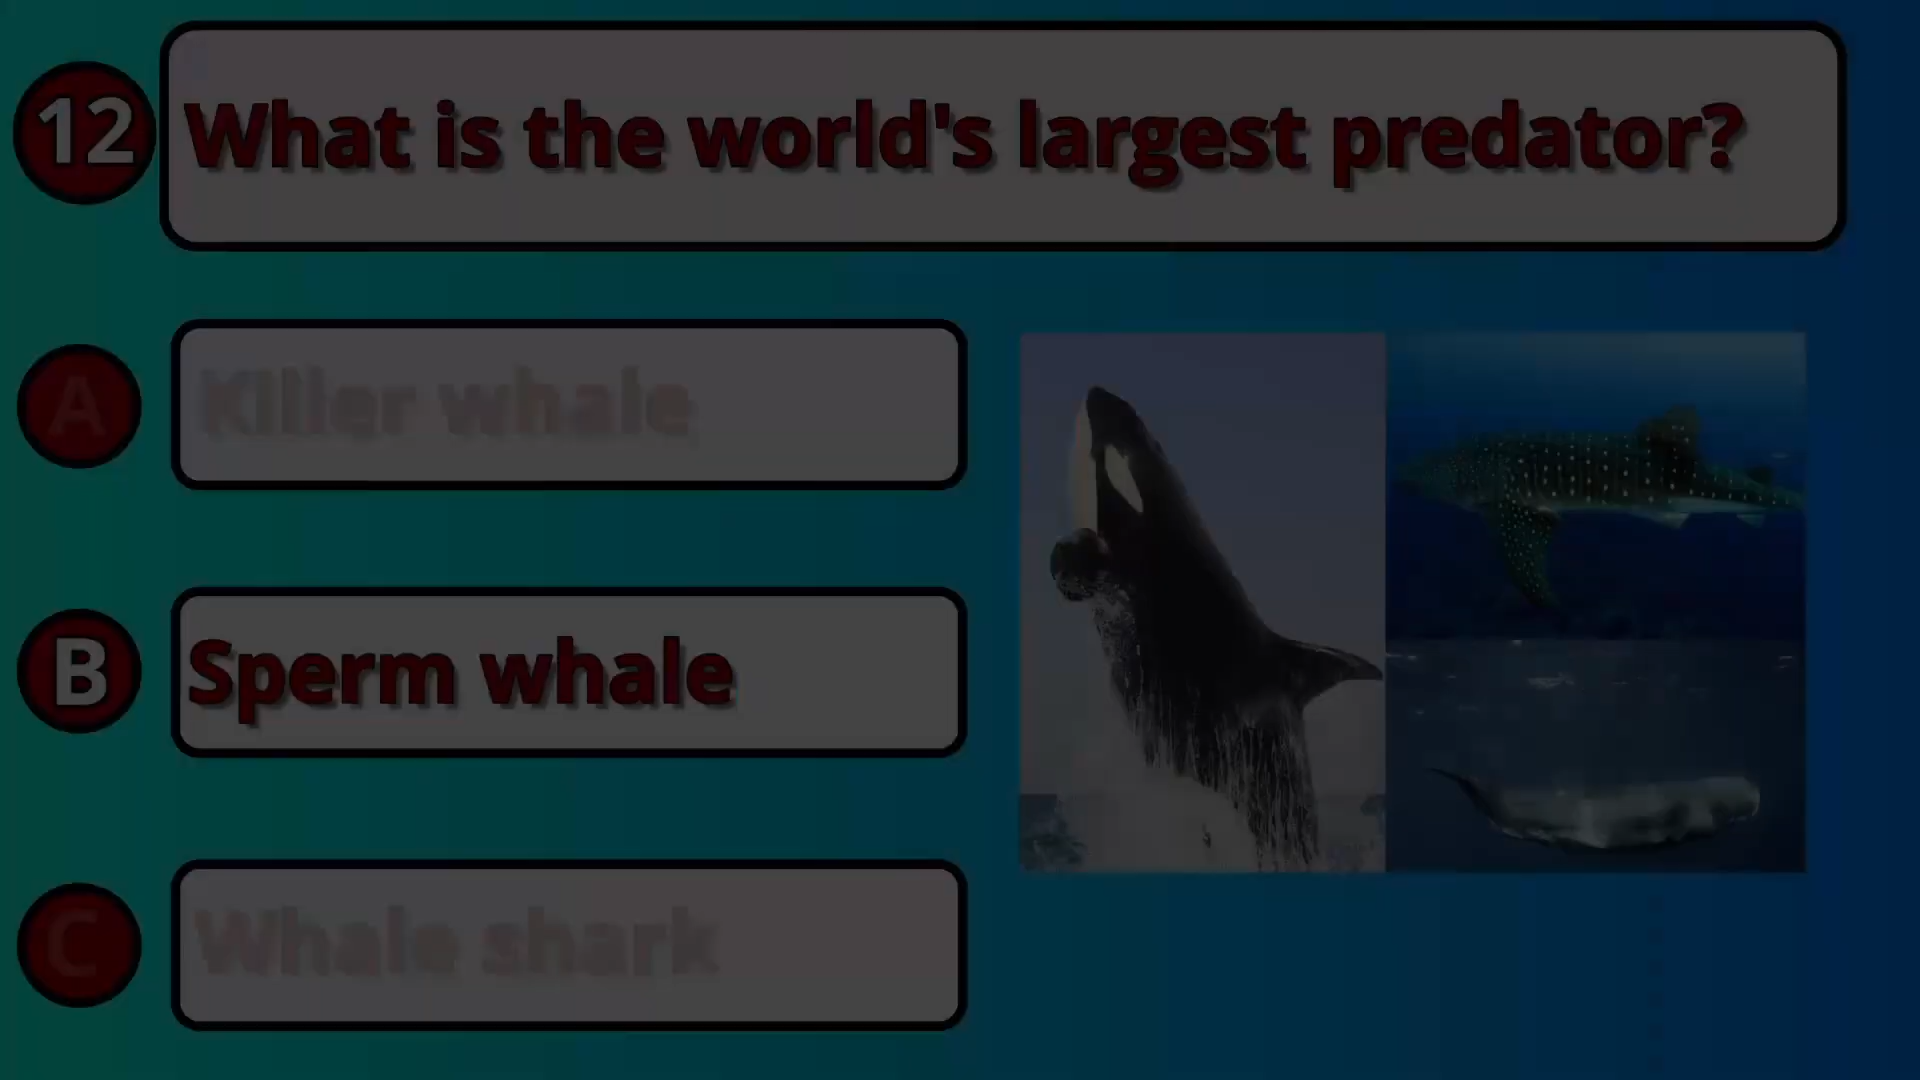 12 What is the world's largest predator?
A Killer whale
B Sperm whale
C Whale shark